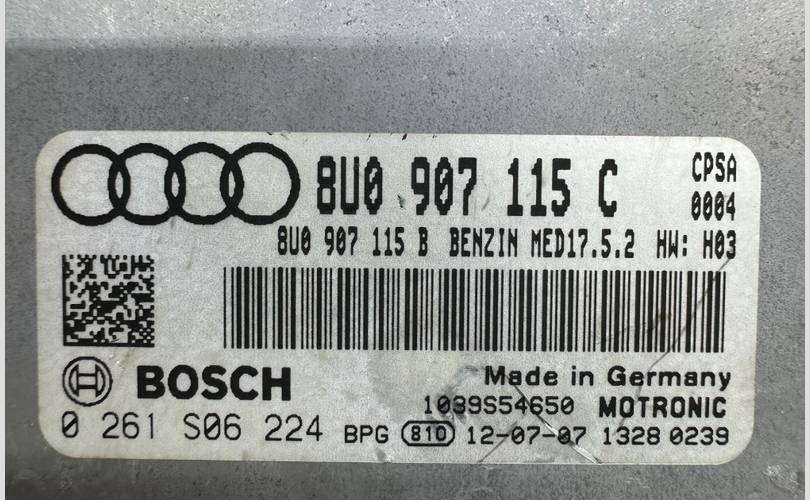 8U0 907 115 C
CPSA
0004
8U0 907 115 B BENZIN MED17.5.2 HW: H03
BOSCH
Made in Germany
1039S54650 MOTRONIC
0 261 S06 224 BPG 810 12-07-07 1328 0239